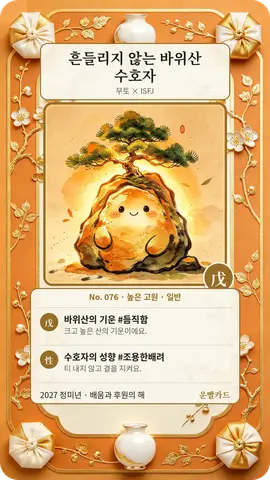 흔들리지 않는 바위산
수호자
무토 × ISFJ
戊
No. 076 · 높은 고원 · 일반
戊
바위산의 기운 #듬직함
크고 높은 산의 기운이에요.
性
수호자의 성향 #조용한배려
티 내지 않고 곁을 지켜요.
2027 정미년 · 배움과 후원의 해
운빨카드